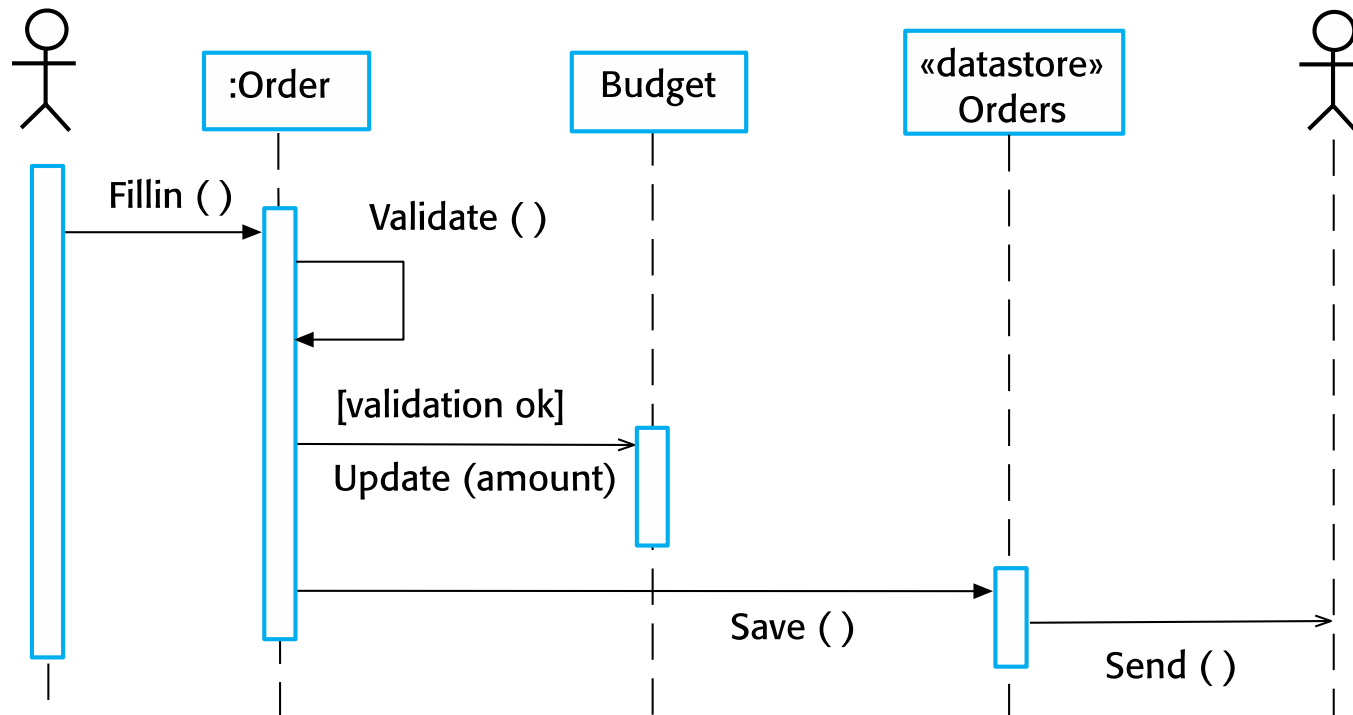 :Order
Budget
«datastore»
Orders
Fillin ( )
Validate ( )
[validation ok]
Update (amount)
Save ( )
Send ( )